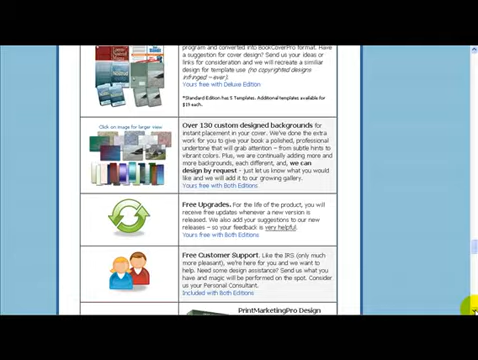 program and converted into BookCoverPro format. Have
a suggestion for cover design? Send us your ideas or
links for consideration and we will recreate a similar
design for template use (no copyrighted designs
infringed - ever).
Yours free with Deluxe Edition
*Standard Edition has 5 Templates. Additional templates available for
$19 each.
Click on image for larger view
Over 130 custom designed backgrounds for
instant placement in your cover. We've done the extra
work for you to give your book a polished, professional
undertone that will grab attention - from subtle hints to
vibrant colors. Plus, we are continually adding more and
more backgrounds, each different, and, we can
design by request - just let us know what you would
like and we will add it to our growing gallery.
Yours free with Both Editions
Free Upgrades. For the life of the product, you will
receive free updates whenever a new version is
released. We also add your suggestions to our new
releases - so your feedback is very helpful.
Yours free with Both Editions
Free Customer Support. Like the IRS (only much
more pleasant), we're here for you and we want to
help. Need some design assistance? Send us what you
have and magic will be performed on the spot. Consider
us your Personal Consultant.
Included with Both Editions
PrintMarketingPro Design